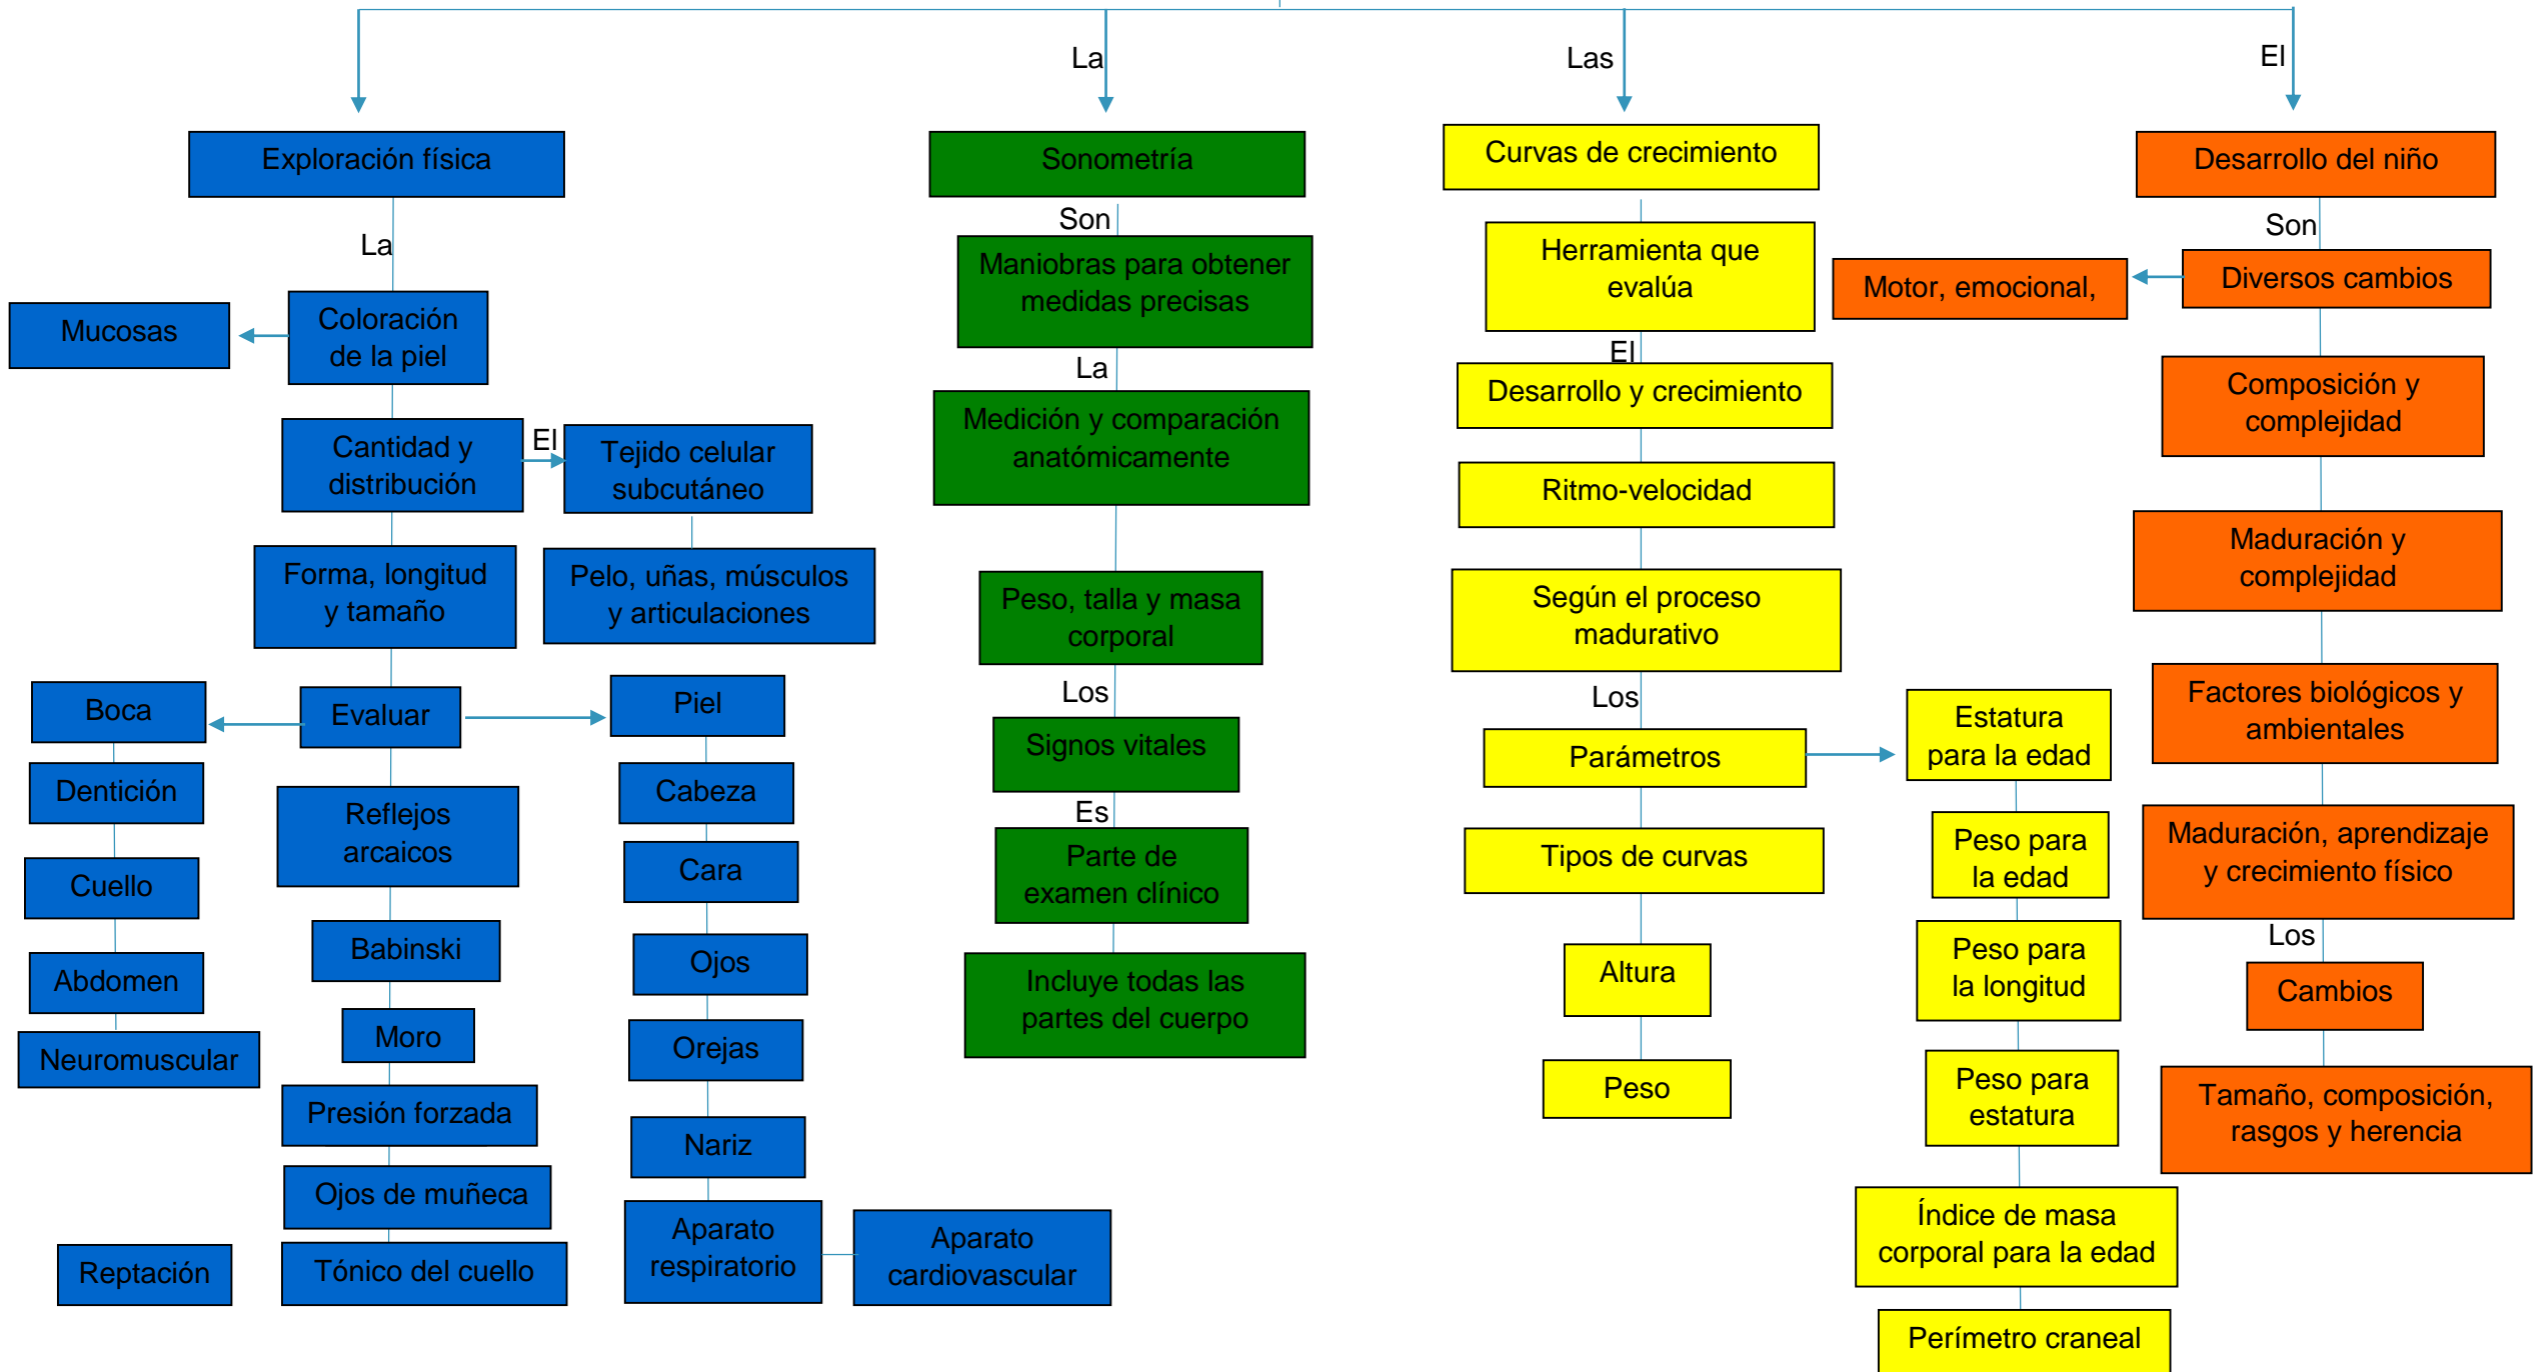 La
Las
El
Exploración física
Sonometría
Curvas de crecimiento
Desarrollo del niño
La
Mucosas
Coloración
de la piel
Cantidad y
distribución
El
Tejido celular
subcutáneo
Forma, longitud
y tamaño
Pelo, uñas, músculos
y articulaciones
Boca
Evaluar
Piel
Dentición
Cuello
Abdomen
Neuromuscular
Reflejos
arcaicos
Babinski
Moro
Presión forzada
Ojos de muñeca
Tónico del cuello
Reptación
Cabeza
Cara
Ojos
Orejas
Nariz
Aparato
respiratorio
Aparato
cardiovascular
Son
Maniobras para obtener
medidas precisas
La
Medición y comparación
anatómicamente
Peso, talla y masa
corporal
Los
Signos vitales
Es
Parte de
examen clínico
Incluye todas las
partes del cuerpo
Herramienta que
evalúa
El
Desarrollo y crecimiento
Ritmo-velocidad
Según el proceso
madurativo
Los
Parámetros
Tipos de curvas
Altura
Peso
Estatura
para la edad
Peso para
la edad
Peso para
la longitud
Peso para
estatura
Índice de masa
corporal para la edad
Perímetro craneal
Son
Diversos cambios
Motor, emocional,
Composición y
complejidad
Maduración y
complejidad
Factores biológicos y
ambientales
Maduración, aprendizaje
y crecimiento físico
Los
Cambios
Tamaño, composición,
rasgos y herencia